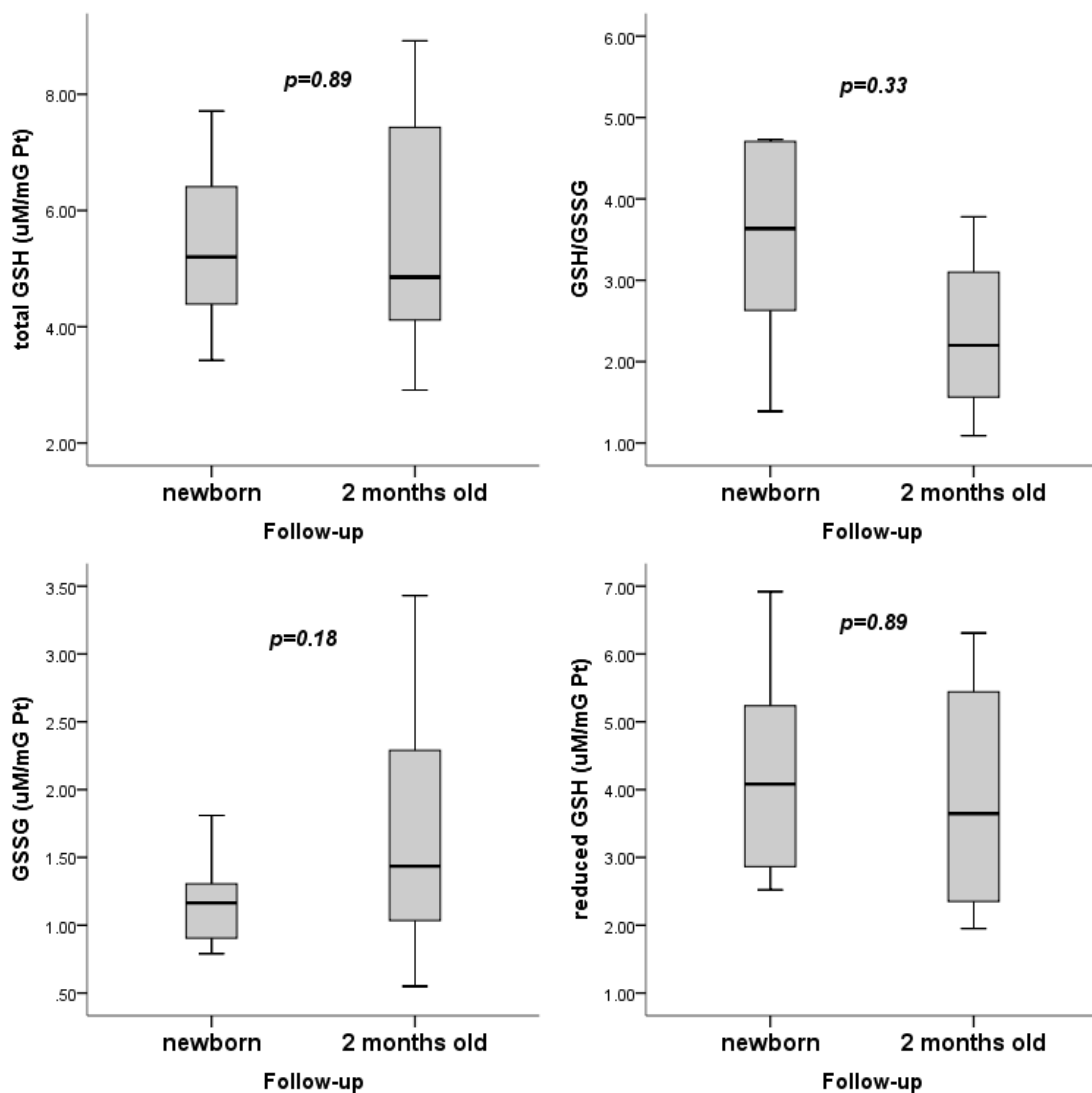 total GSH (uM/mG Pt)
8.00
6.00
4.00
2.00
p=0.89
newborn
2 months old
Follow-up
GSH/GSSG
6.00
5.00
4.00
3.00
2.00
1.00
p=0.33
newborn
2 months old
Follow-up
GSSG (uM/mG Pt)
3.50
3.00
2.50
2.00
1.50
1.00
.50
p=0.18
newborn
2 months old
Follow-up
reduced GSH (uM/mG Pt)
7.00
6.00
5.00
4.00
3.00
2.00
1.00
p=0.89
newborn
2 months old
Follow-up